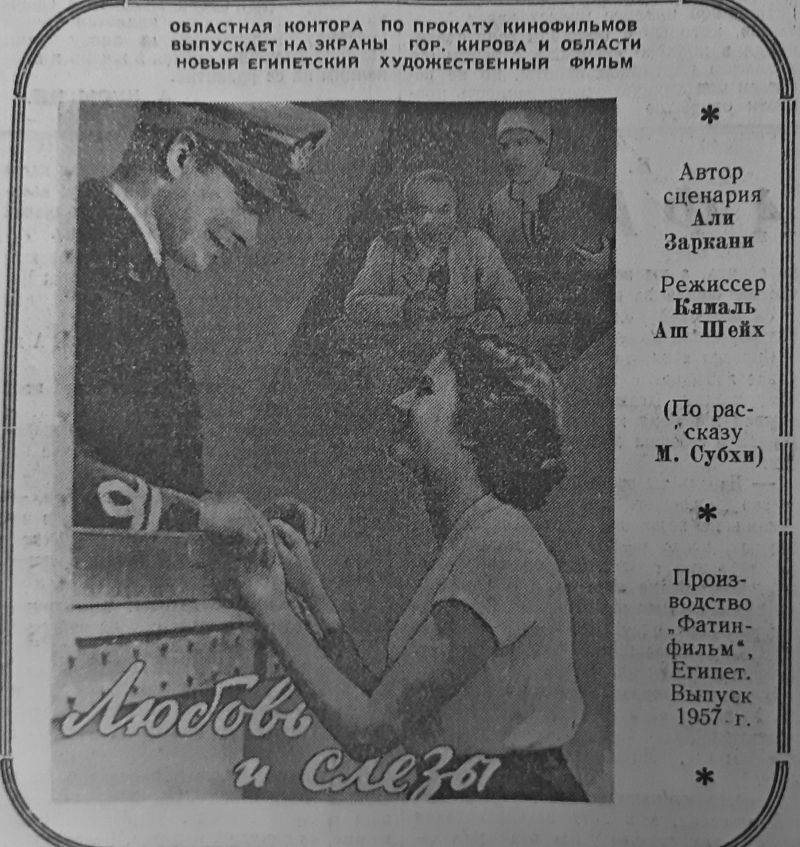 ОБЛАСТНАЯ КОНТОРА ПО ПРОКАТУ КИНОФИЛЬМОВ
ВЫПУСКАЕТ НА ЭКРАНЫ ГОР. КИРОВА И ОБЛАСТИ
НОВЫЙ ЕГИПЕТСКИЙ ХУДОЖЕСТВЕННЫЙ ФИЛЬМ
Любовь
и слезы
*
Автор
сценария
Али
Заркани
Режиссер
Кямаль
Аш Шейх
(По рас-
сказу
М. Субхи)
*
Произ-
водство
„Фатин-
фильм“,
Египет.
Выпуск
1957 г.
*